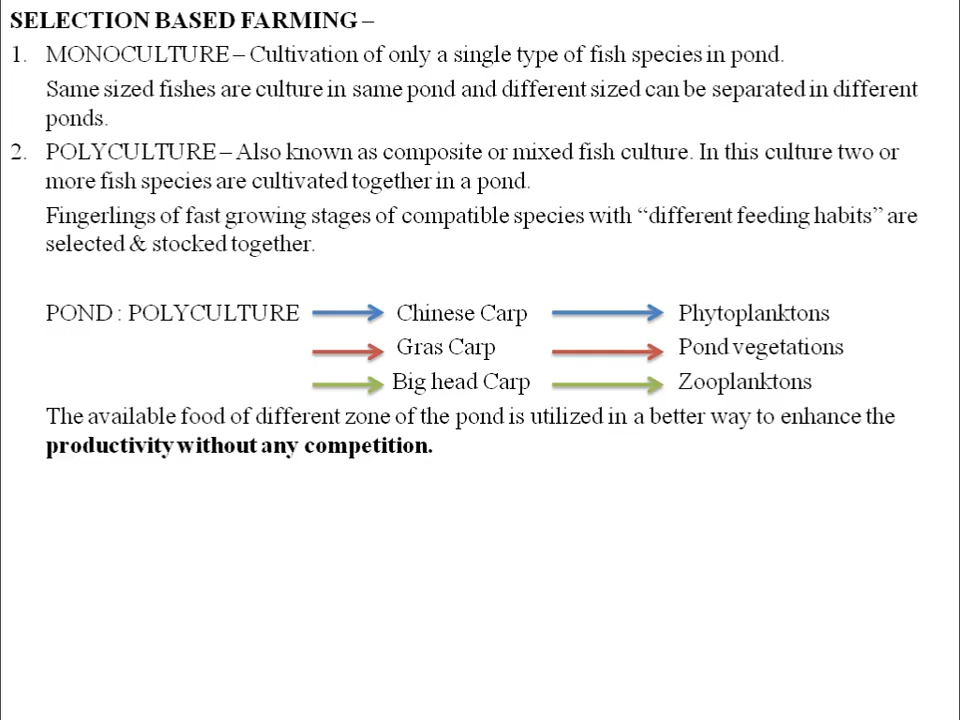 SELECTION BASED FARMING –
1. MONOCULTURE – Cultivation of only a single type of fish species in pond.
Same sized fishes are culture in same pond and different sized can be separated in different
ponds.
2. POLYCULTURE – Also known as composite or mixed fish culture. In this culture two or
more fish species are cultivated together in a pond.
Fingerlings of fast growing stages of compatible species with “different feeding habits” are
selected & stocked together.
POND : POLYCULTURE Chinese Carp Phytoplanktons
Gras Carp Pond vegetations
Big head Carp Zooplanktons
The available food of different zone of the pond is utilized in a better way to enhance the
productivity without any competition.